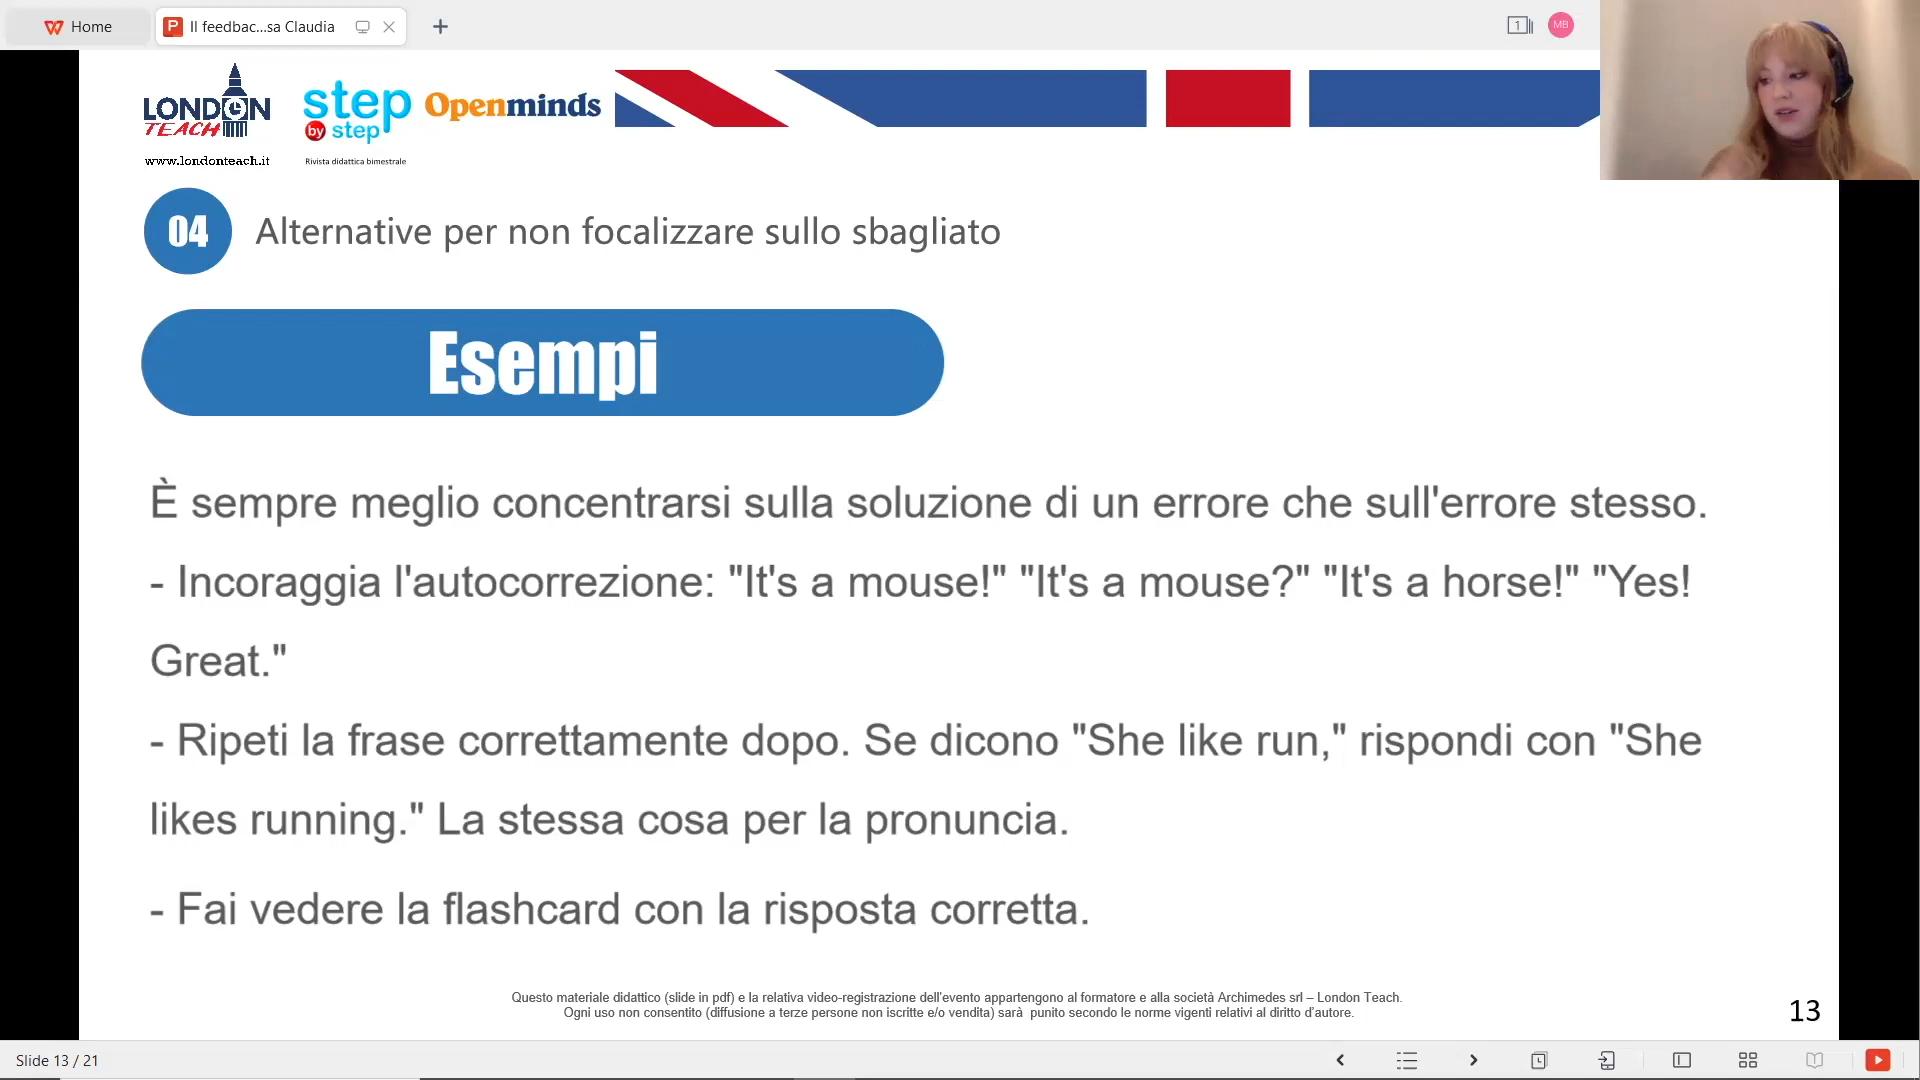 Home
Il feedbac...sa Claudia
1
MB
LONDON
TEACH
www.londonteach.it
step
by step
Rivista didattica bimestrale
Openminds
04
Alternative per non focalizzare sullo sbagliato
Esempi
È sempre meglio concentrarsi sulla soluzione di un errore che sull'errore stesso.
- Incoraggia l'autocorrezione: "It's a mouse!" "It's a mouse?" "It's a horse!" "Yes!
Great."
- Ripeti la frase correttamente dopo. Se dicono "She like run," rispondi con "She
likes running." La stessa cosa per la pronuncia.
- Fai vedere la flashcard con la risposta corretta.
Questo materiale didattico (slide in pdf) e la relativa video-registrazione dell'evento appartengono al formatore e alla società Archimedes srl – London Teach.
Ogni uso non consentito (diffusione a terze persone non iscritte e/o vendita) sarà punito secondo le norme vigenti relativi al diritto d'autore.
13
Slide 13 / 21